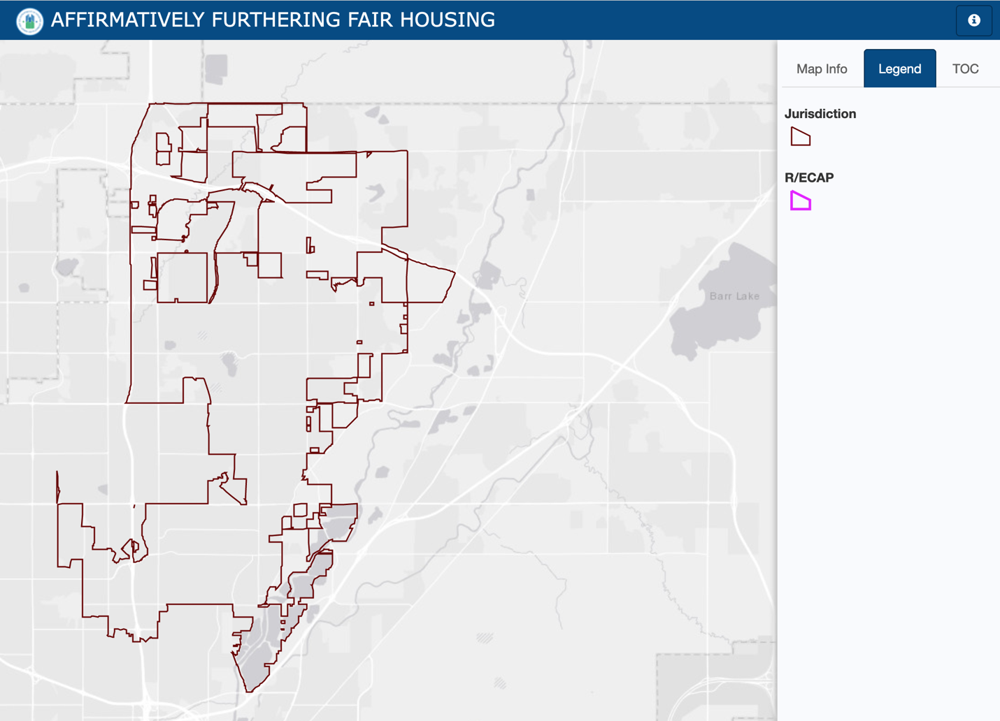 AFFIRMATIVELY FURTHERING FAIR HOUSING
Map Info
Legend
TOC
Jurisdiction
R/ECAP
Barr Lake